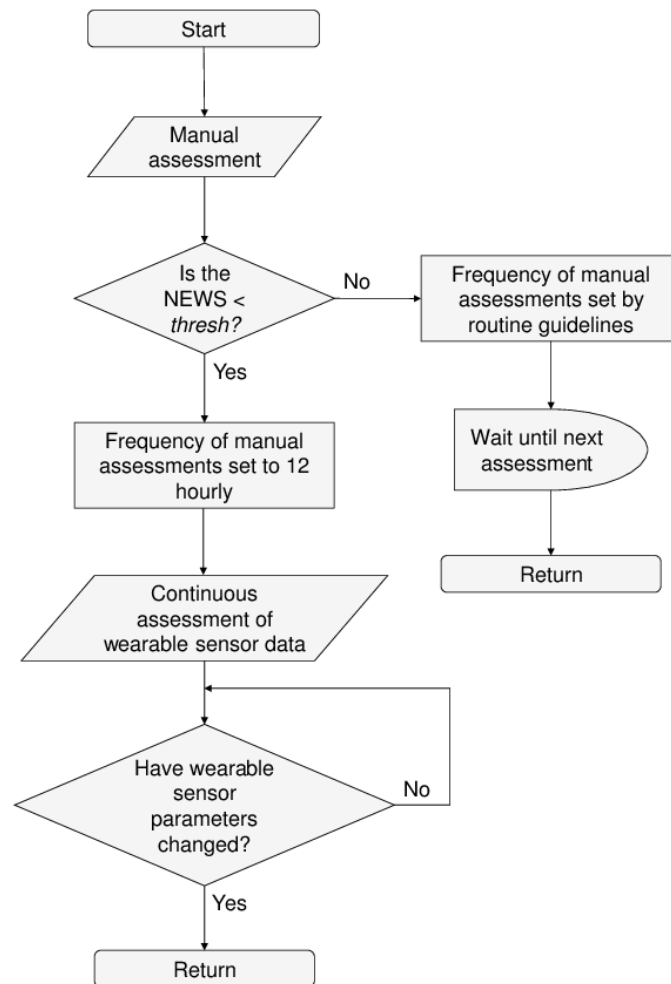 Start
Manual
assessment
Is the
NEWS <
thresh?
No
Frequency of manual
assessments set by
routine guidelines
Yes
Frequency of manual
assessments set to 12
hourly
Wait until next
assessment
Return
Continuous
assessment of
wearable sensor data
Have wearable
sensor
parameters
changed?
No
Yes
Return